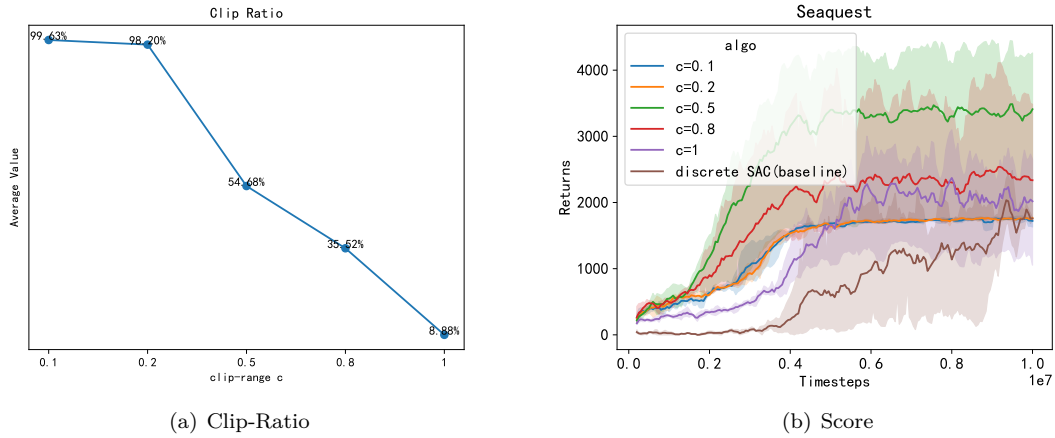 Clip Ratio
99.63%
98.20%
54.68%
35.52%
8.88%
Average Value
0.1
0.2
0.5
0.8
1
clip-range c
(a) Clip-Ratio
Seaquest
algo
c=0.1
c=0.2
c=0.5
c=0.8
c=1
discrete SAC(baseline)
Returns
4000
3000
2000
1000
0
0.0
0.2
0.4
0.6
0.8
1.0
1e7
Timesteps
(b) Score